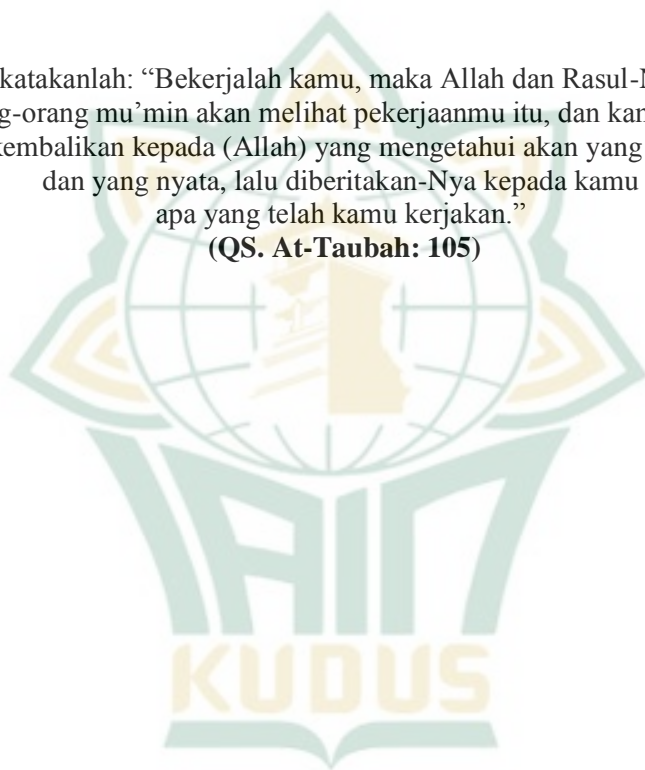 katakanlah: “Bekerjalah kamu, maka Allah dan Rasul-N
g-orang mu’min akan melihat pekerjaanmu itu, dan kan
kembalikan kepada (Allah) yang mengetahui akan yang
dan yang nyata, lalu diberitakan-Nya kepada kamu
apa yang telah kamu kerjakan.”
(QS. At-Taubah: 105)
IAIN
KUDUS